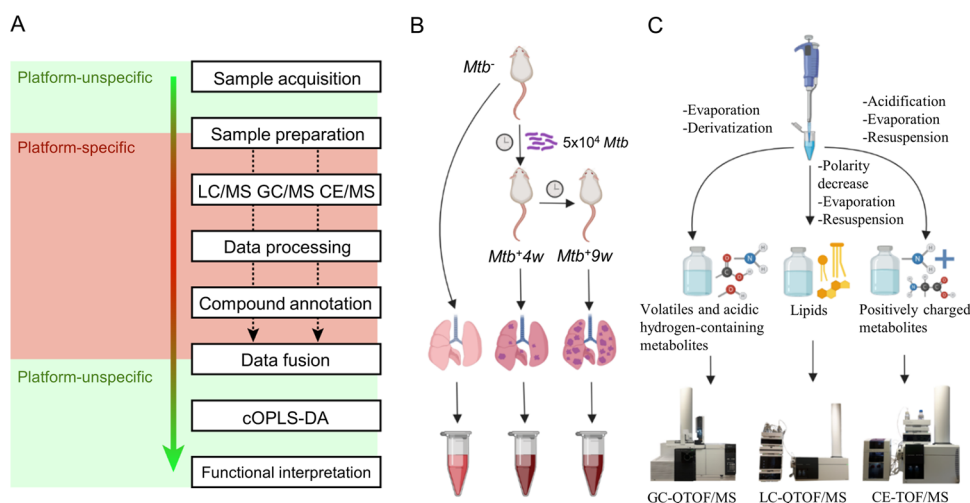 A
Platform-unspecific
Sample acquisition
Sample preparation
Platform-specific
LC/MS GC/MS CE/MS
Data processing
Compound annotation
Data fusion
Platform-unspecific
cOPLS-DA
Functional interpretation
B
Mtb-
5x10⁴ Mtb
Mtb⁺4w
Mtb⁺9w
C
-Evaporation
-Derivatization
-Acidification
-Evaporation
-Resuspension
-Polarity
decrease
-Evaporation
-Resuspension
O
O
H
N
H
H
O
H
N
H
H
N
O
O
Volatiles and acidic
hydrogen-containing
metabolites
Lipids
Positively charged
metabolites
GC-QTOF/MS
LC-QTOF/MS
CE-TOF/MS